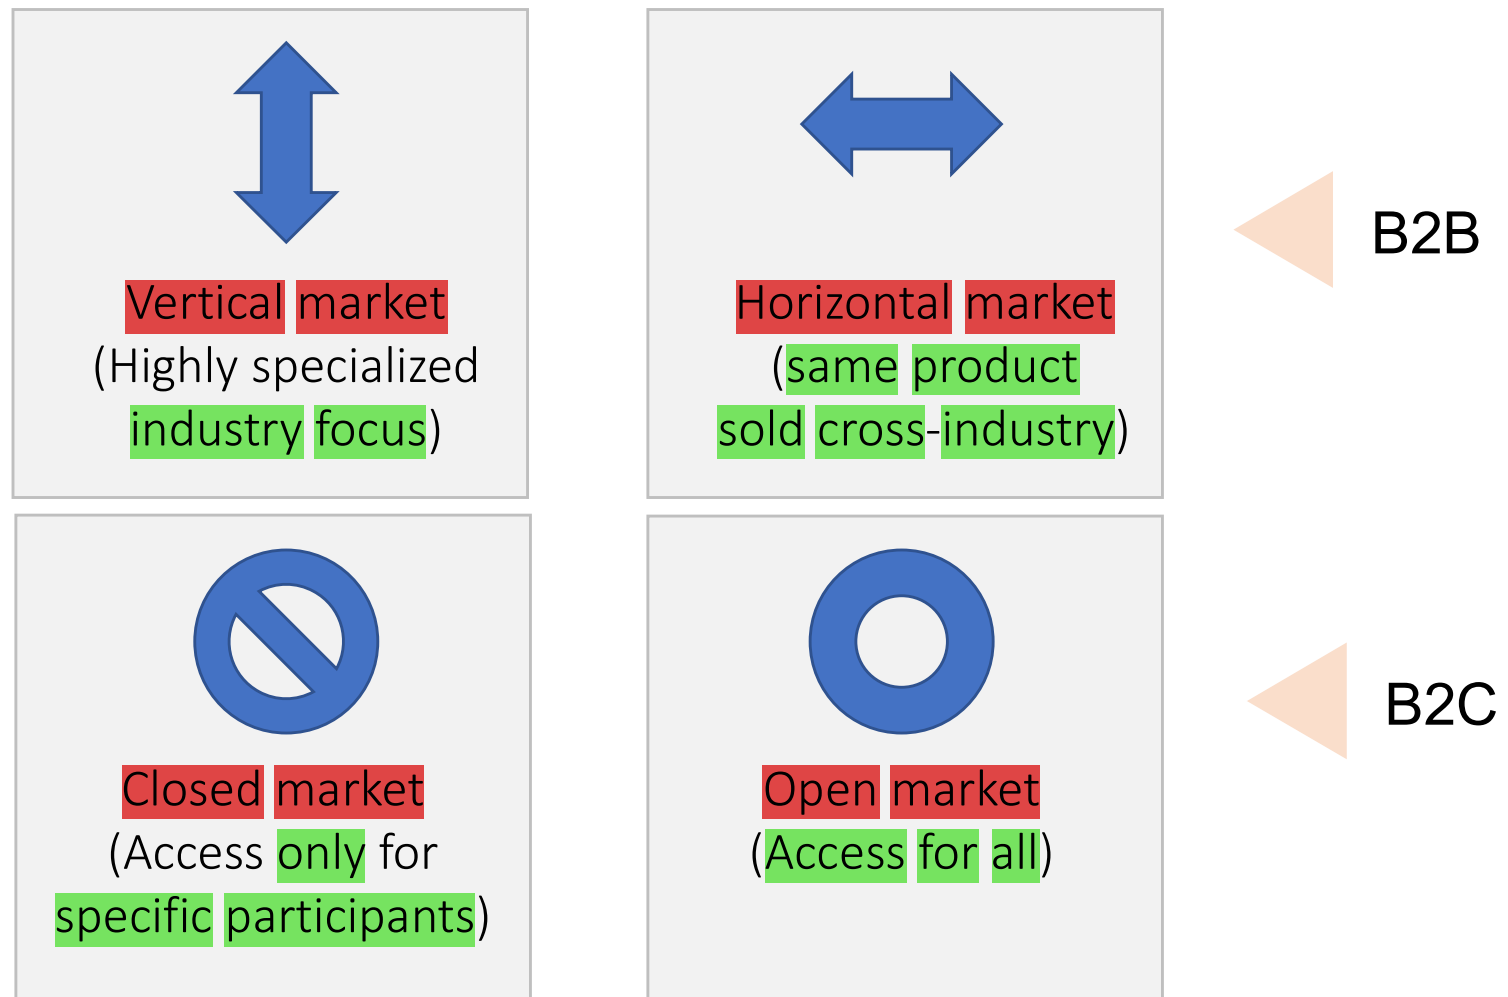 Vertical market
(Highly specialized
industry focus)
Horizontal market
(same product
sold cross-industry)
B2B
Closed market
(Access only for
specific participants)
Open market
(Access for all)
B2C